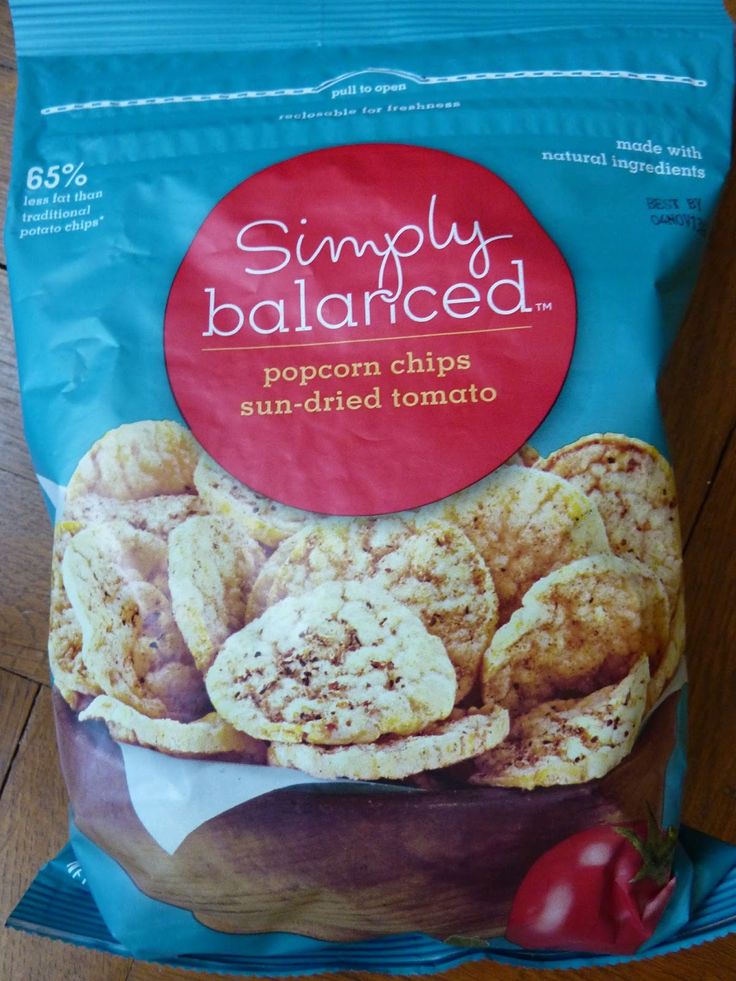 pull to open
reclosable for freshness
65%
less fat than
traditional
potato chips*
made with
natural ingredients
BEST BY
04NOV13
Simply
balanced™
popcorn chips
sun-dried tomato